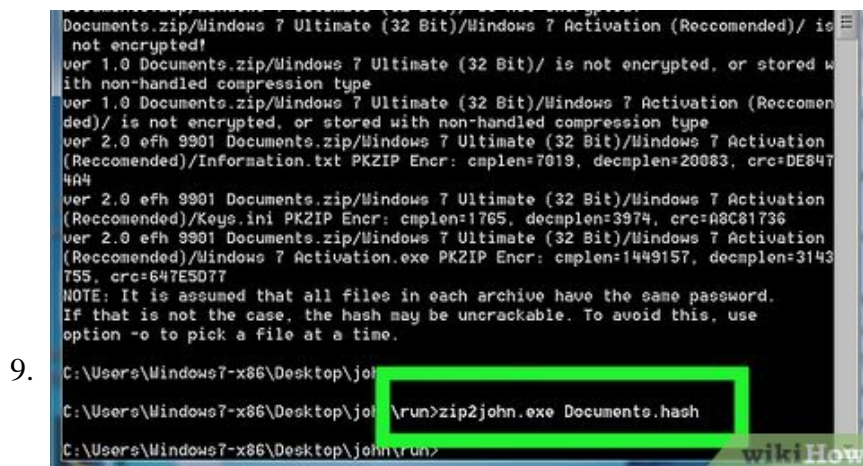 Documents.zip/Windows 7 Ultimate (32 Bit)/Windows 7 Activation (Reccomended)/ is
not encrypted!
ver 1.0 Documents.zip/Windows 7 Ultimate (32 Bit)/ is not encrypted, or stored w
ith non-handled compression type
ver 1.0 Documents.zip/Windows 7 Ultimate (32 Bit)/Windows 7 Activation (Reccomen
ded)/ is not encrypted, or stored with non-handled compression type
ver 2.0 efh 9901 Documents.zip/Windows 7 Ultimate (32 Bit)/Windows 7 Activation
(Reccomended)/Information.txt PKZIP Encr: cmplen=7019, decmplen=20083, crc=DE847
4A4
ver 2.0 efh 9901 Documents.zip/Windows 7 Ultimate (32 Bit)/Windows 7 Activation
(Reccomended)/Keys.ini PKZIP Encr: cmplen=1765, decmplen=3974, crc=A8C81736
ver 2.0 efh 9901 Documents.zip/Windows 7 Ultimate (32 Bit)/Windows 7 Activation
(Reccomended)/Windows 7 Activation.exe PKZIP Encr: cmplen=1449157, decmplen=3143
755, crc=647E5D77
NOTE: It is assumed that all files in each archive have the same password.
If that is not the case, the hash may be uncrackable. To avoid this, use
option -o to pick a file at a time.
9.
C:\Users\Windows7-x86\Desktop\joh
C:\Users\Windows7-x86\Desktop\joh\run>zip2john.exe Documents.hash
C:\Users\Windows7-x86\Desktop\john\run>
wikiHow